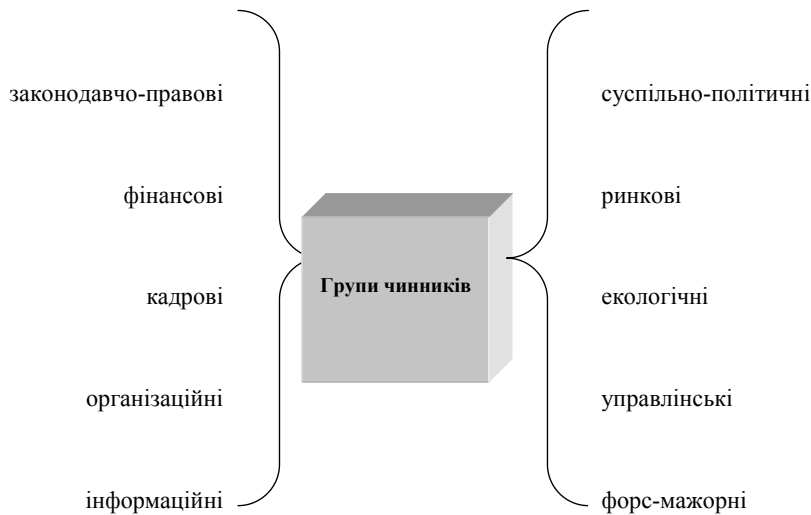 законодавчо-правові
фінансові
кадрові
організаційні
інформаційні
Групи чинників
суспільно-політичні
ринкові
екологічні
управлінські
форс-мажорні